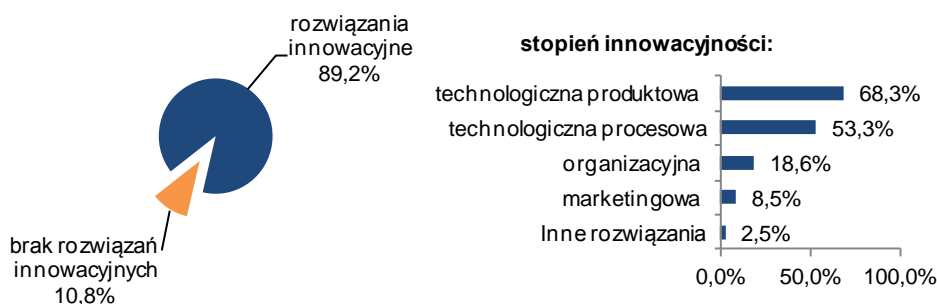 rozwiązania
innowacyjne
89,2%
brak rozwiązań
innowacyjnych
10,8%
stopień innowacyjności:
technologiczna produktowa 68,3%
technologiczna procesowa 53,3%
organizacyjna 18,6%
marketingowa 8,5%
Inne rozwiązania 2,5%
0,0% 50,0% 100,0%